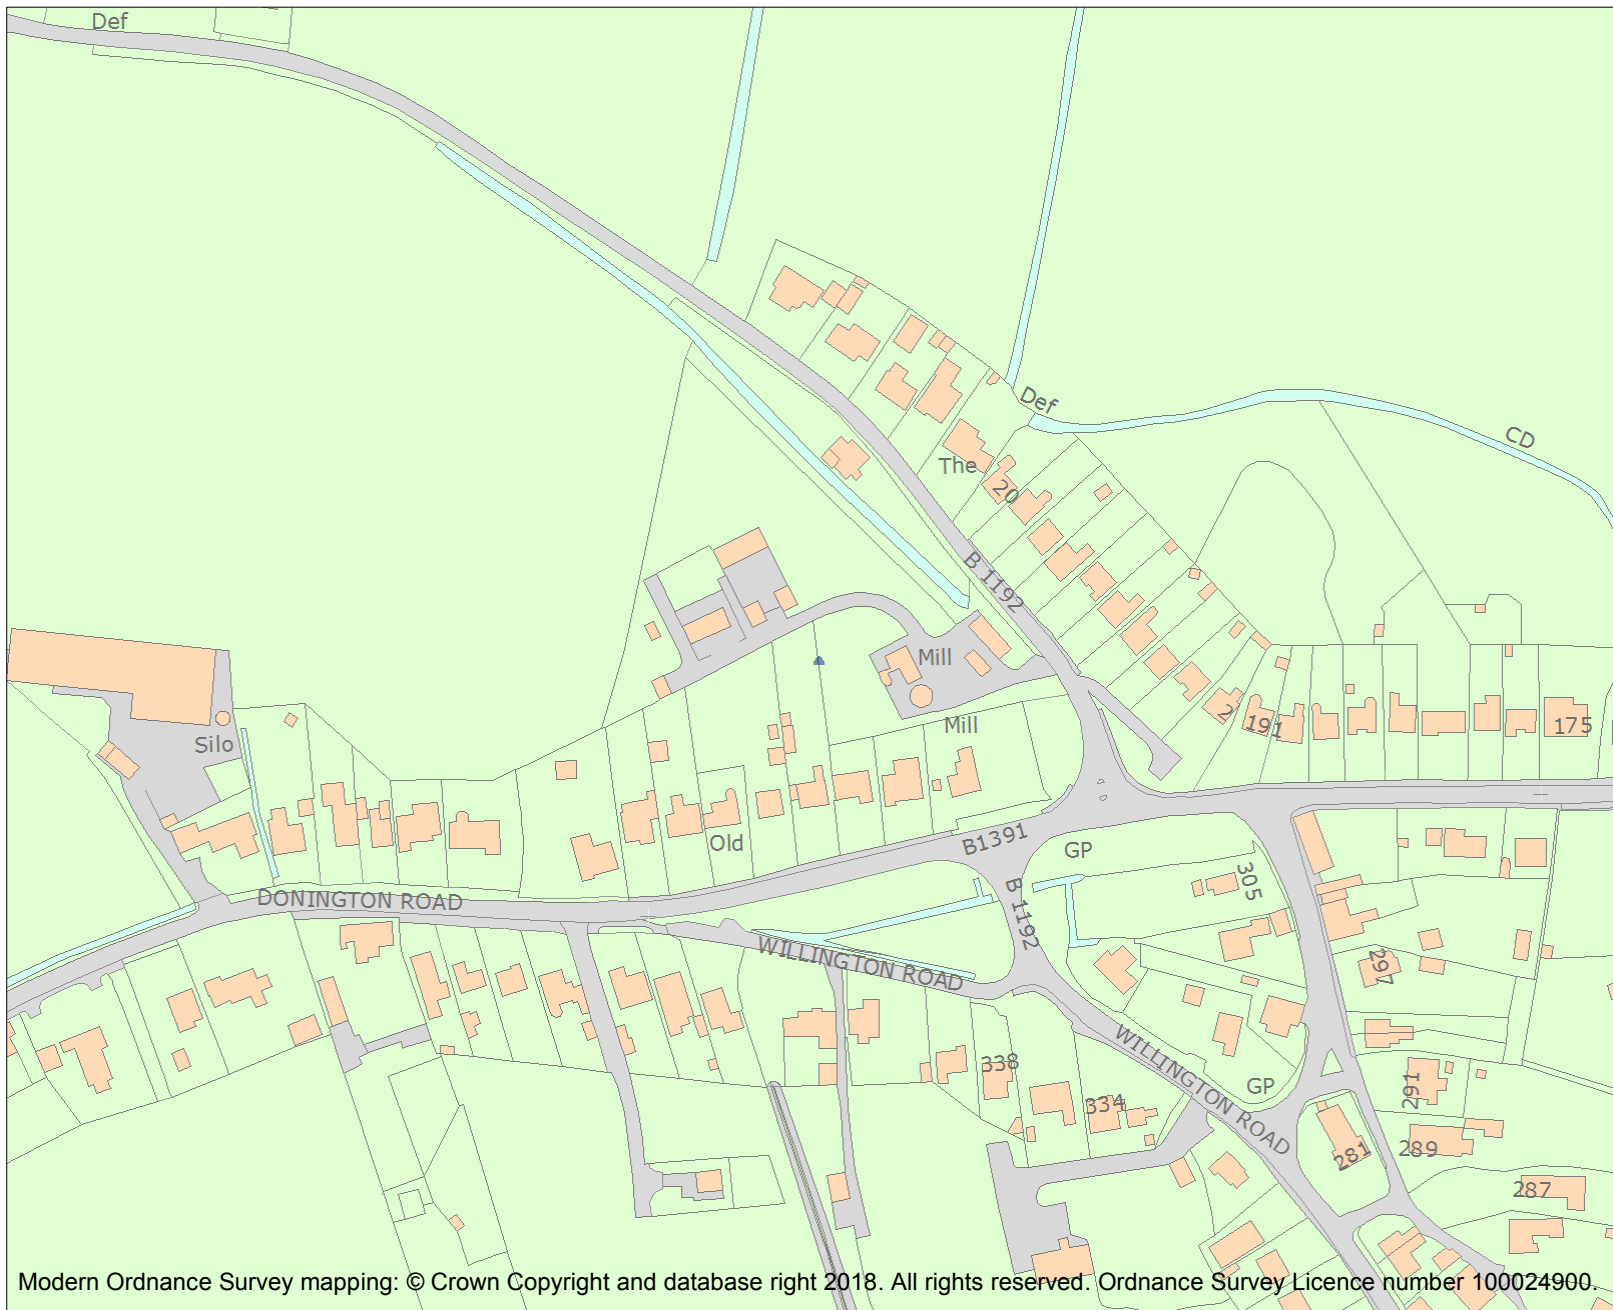 Def
Def
CD
The
20
B 1192
Mill
Mill
2
191
175
Silo
Old
B1391
GP
305
DONINGTON ROAD
B 1192
WILLINGTON ROAD
297
WILLINGTON ROAD
338
334
GP
291
281
289
287
Modern Ordnance Survey mapping: © Crown Copyright and database right 2018. All rights reserved. Ordnance Survey Licence number 100024900.